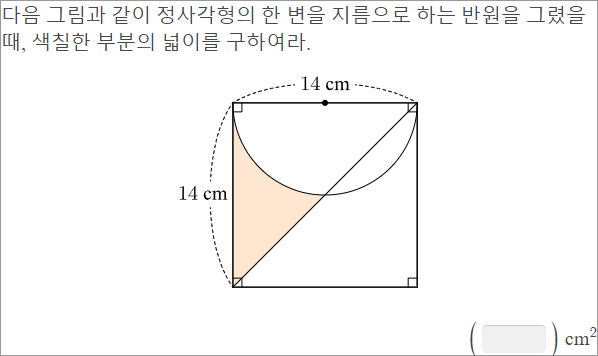 다음 그림과 같이 정사각형의 한 변을 지름으로 하는 반원을 그렸을
때, 색칠한 부분의 넓이를 구하여라.
14 cm
14 cm
( ) cm²